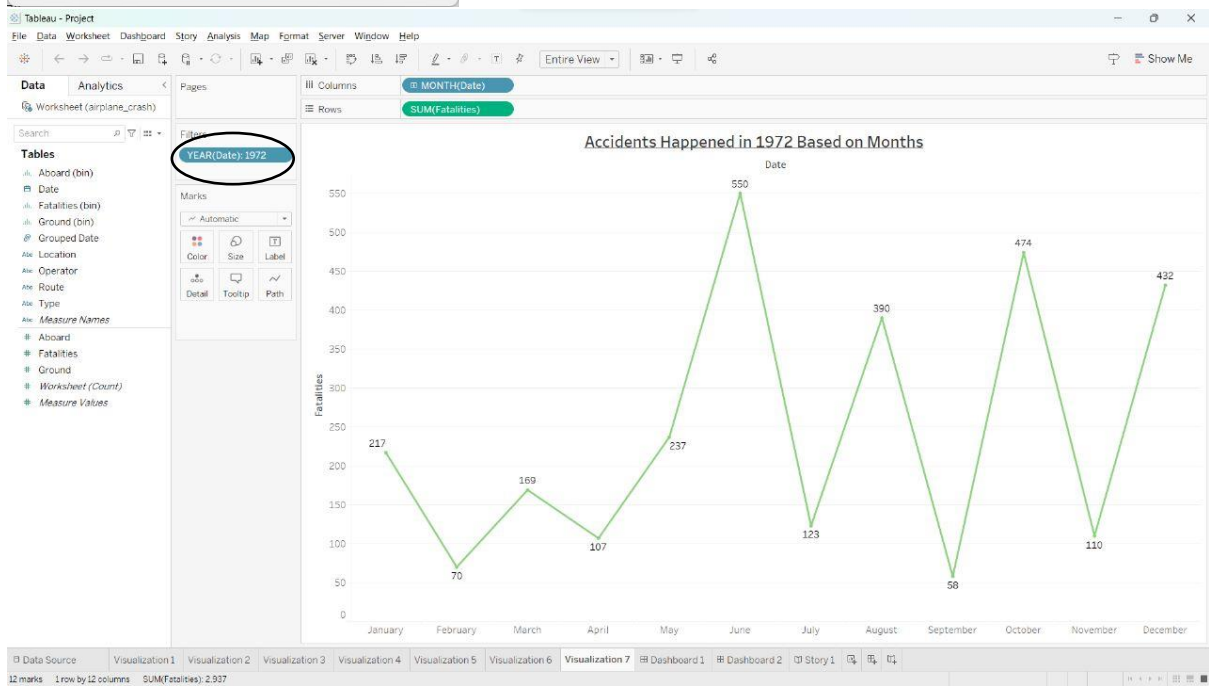 Tableau - Project
File Data Worksheet Dashboard Story Analysis Map Format Server Window Help
Entire View
Show Me
Data Analytics
Pages
Columns MONTH(Date)
Worksheet (airplane_crash)
Rows SUM(Fatalities)
Search
Filters
Tables
YEAR(Date): 1972
Aboard (bin)
Date
Fatalities (bin)
Ground (bin)
Grouped Date
Abc Location
Abc Operator
Abc Route
Abc Type
Abc Measure Names
# Aboard
# Fatalities
# Ground
# Worksheet (Count)
# Measure Values
Marks
Automatic
Color Size Label
Detail Tooltip Path
Accidents Happened in 1972 Based on Months
Date
Fatalities
550
500
450
400
350
300
250
200
150
100
50
0
217
70
169
107
237
550
123
390
58
474
110
432
January February March April May June July August September October November December
Data Source Visualization 1 Visualization 2 Visualization 3 Visualization 4 Visualization 5 Visualization 6 Visualization 7 Dashboard 1 Dashboard 2 Story 1
12 marks 1 row by 12 columns SUM(Fatalities): 2.937